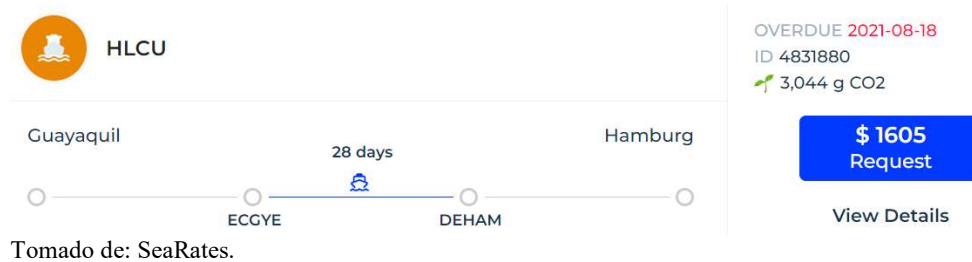 HLCU
OVERDUE 2021-08-18
ID 4831880
3,044 g CO2
Guayaquil
28 days
Hamburg
ECGYE
DEHAM
$ 1605
Request
View Details
Tomado de: SeaRates.